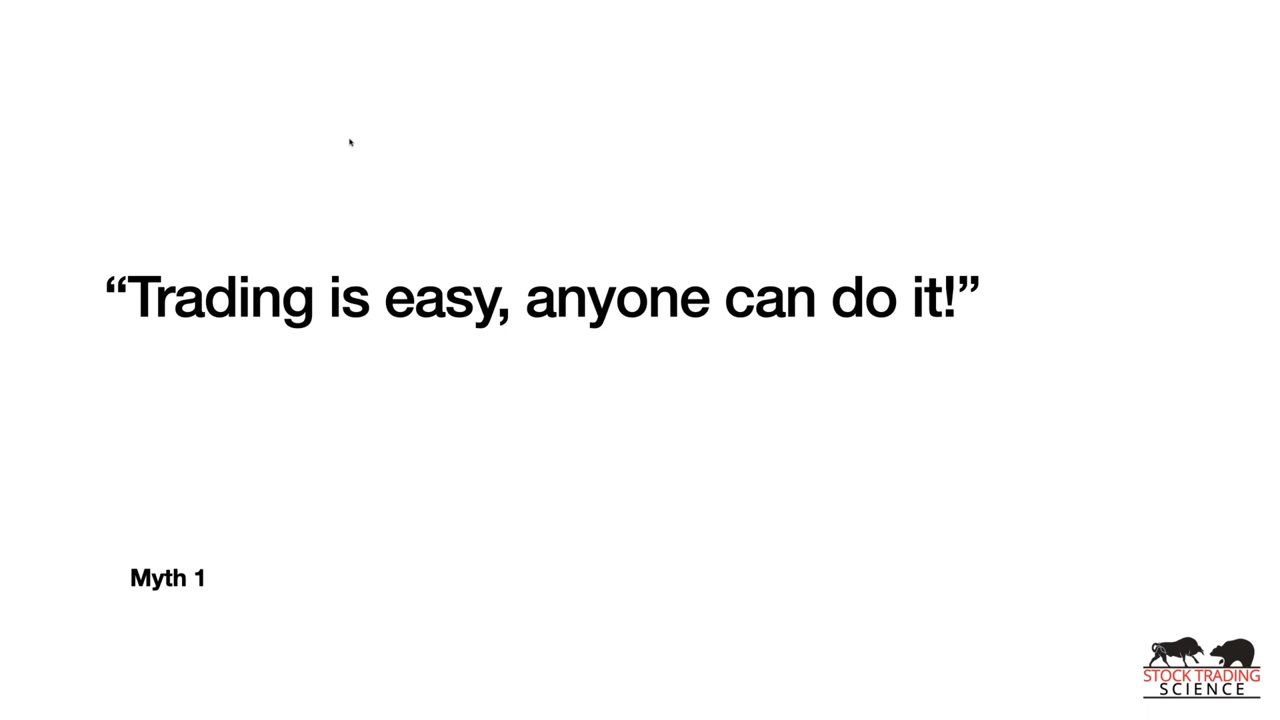 “Trading is easy, anyone can do it!”
Myth 1
STOCK TRADING
SCIENCE